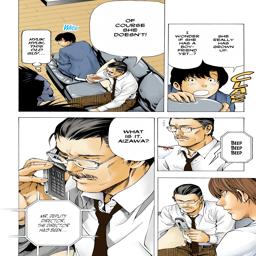 I
WONDER
IF SHE
HAS A
BOY-
FRIEND
YET...?
SHE
REALLY
HAS
GROWN
UP.
OF
COURSE
SHE
DOESN'T!
WHAT
IS IT,
AIZAWA?
BEEP
BEEP
BEEP
BEEP
MR. DEPUTY
DIRECTOR,
THE DIRECTOR
HAS BEEN...